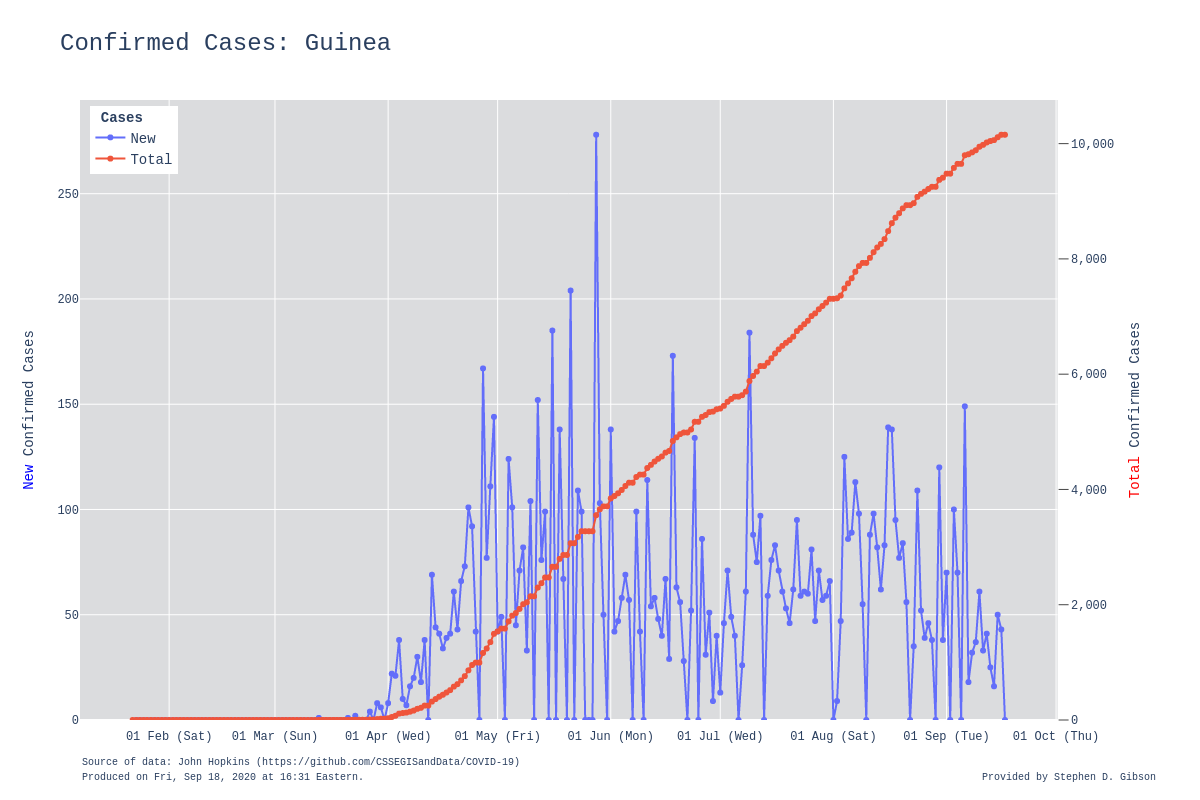 Confirmed Cases: Guinea
Cases
New
Total
250
200
150
100
50
0
10,000
8,000
6,000
4,000
2,000
0
New Confirmed Cases
Total Confirmed Cases
01 Feb (Sat)
01 Mar (Sun)
01 Apr (Wed)
01 May (Fri)
01 Jun (Mon)
01 Jul (Wed)
01 Aug (Sat)
01 Sep (Tue)
01 Oct (Thu)
Source of data: John Hopkins (https://github.com/CSSEGISandData/COVID-19)
Produced on Fri, Sep 18, 2020 at 16:31 Eastern.
Provided by Stephen D. Gibson